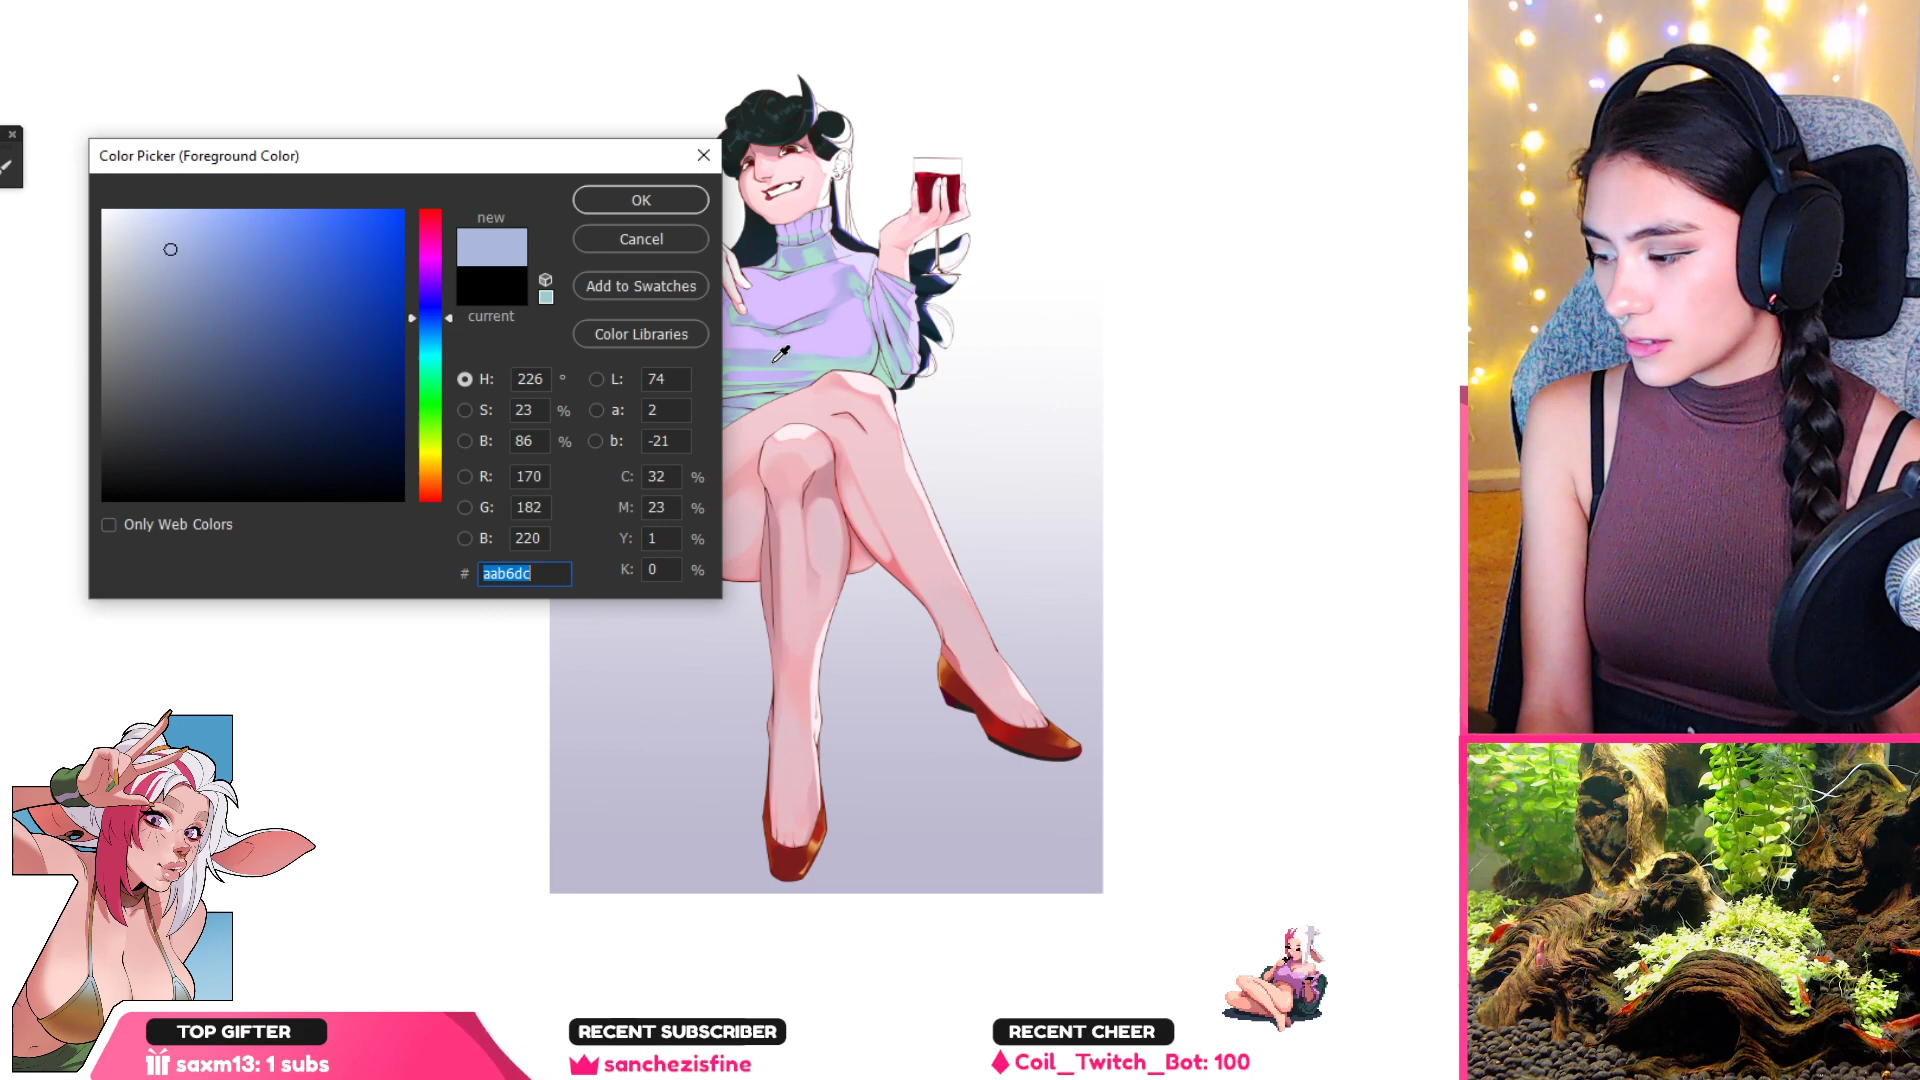 Color Picker (Foreground Color)
new
current
OK
Cancel
Add to Swatches
Color Libraries
H: 226 °
S: 23 %
B: 86 %
R: 170
G: 182
B: 220
# aab6dc
L: 74
a: 2
b: -21
C: 32 %
M: 23 %
Y: 1 %
K: 0 %
Only Web Colors
TOP GIFTER
saxm13: 1 subs
RECENT SUBSCRIBER
sanchezisfine
RECENT CHEER
Coil_Twitch_Bot: 100